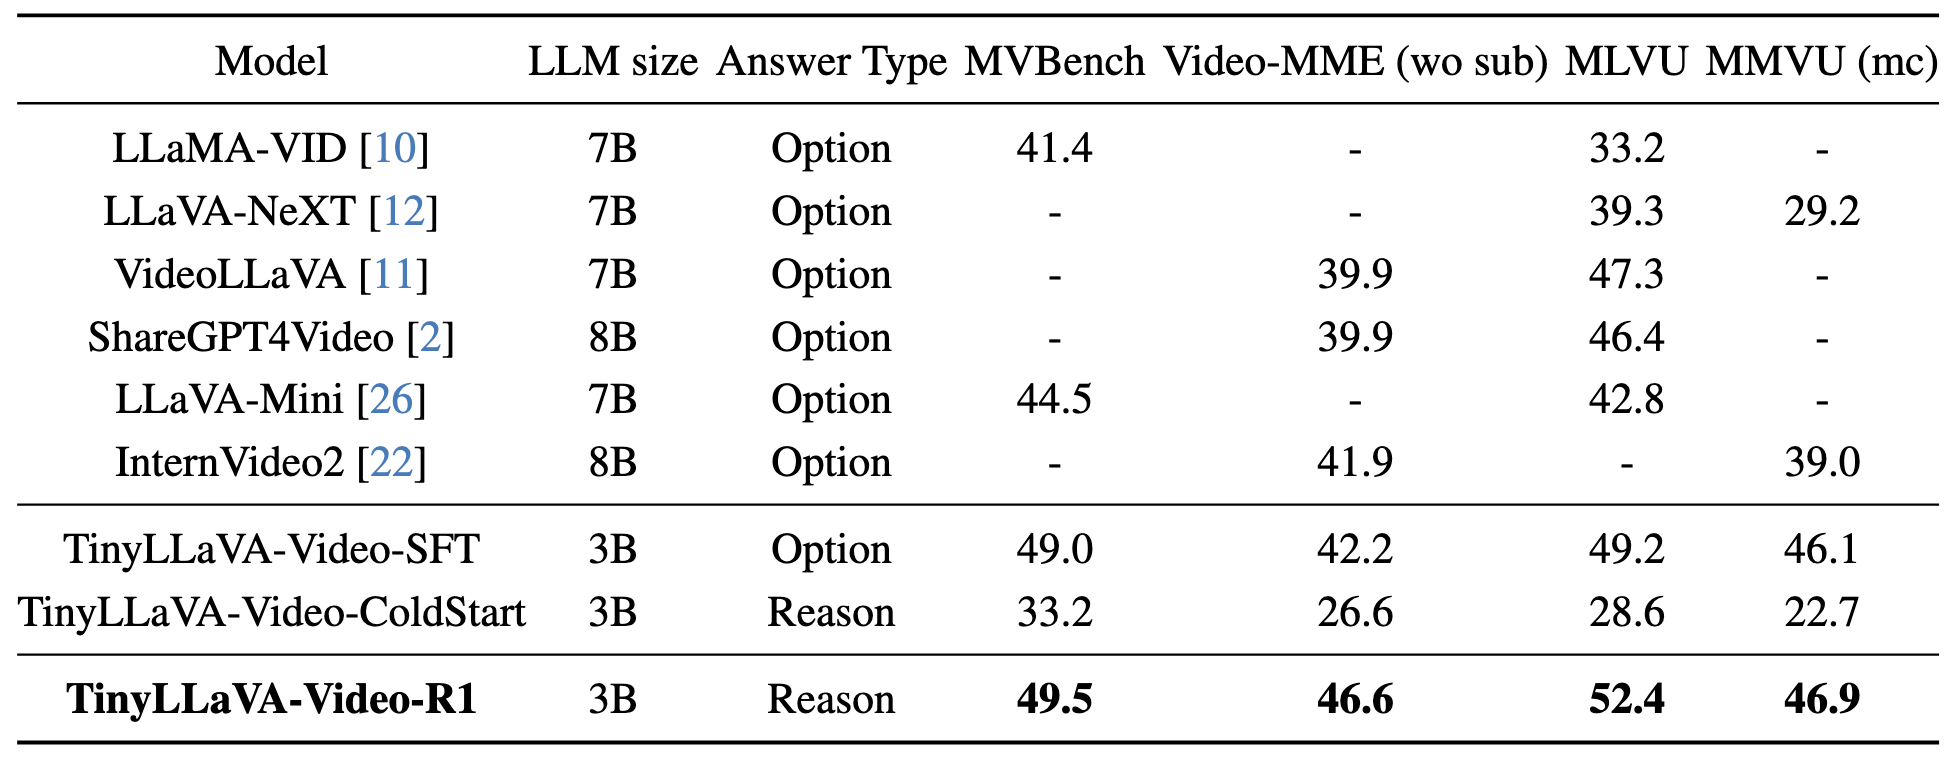 Model LLM size Answer Type MVBench Video-MME (wo sub) MLVU MMVU (mc)
LLaMA-VID [10] 7B Option 41.4 - 33.2 -
LLaVA-NeXT [12] 7B Option - - 39.3 29.2
VideoLLaVA [11] 7B Option - 39.9 47.3 -
ShareGPT4Video [2] 8B Option - 39.9 46.4 -
LLaVA-Mini [26] 7B Option 44.5 - 42.8 -
InternVideo2 [22] 8B Option - 41.9 - 39.0
TinyLLaVA-Video-SFT 3B Option 49.0 42.2 49.2 46.1
TinyLLaVA-Video-ColdStart 3B Reason 33.2 26.6 28.6 22.7
TinyLLaVA-Video-R1 3B Reason 49.5 46.6 52.4 46.9